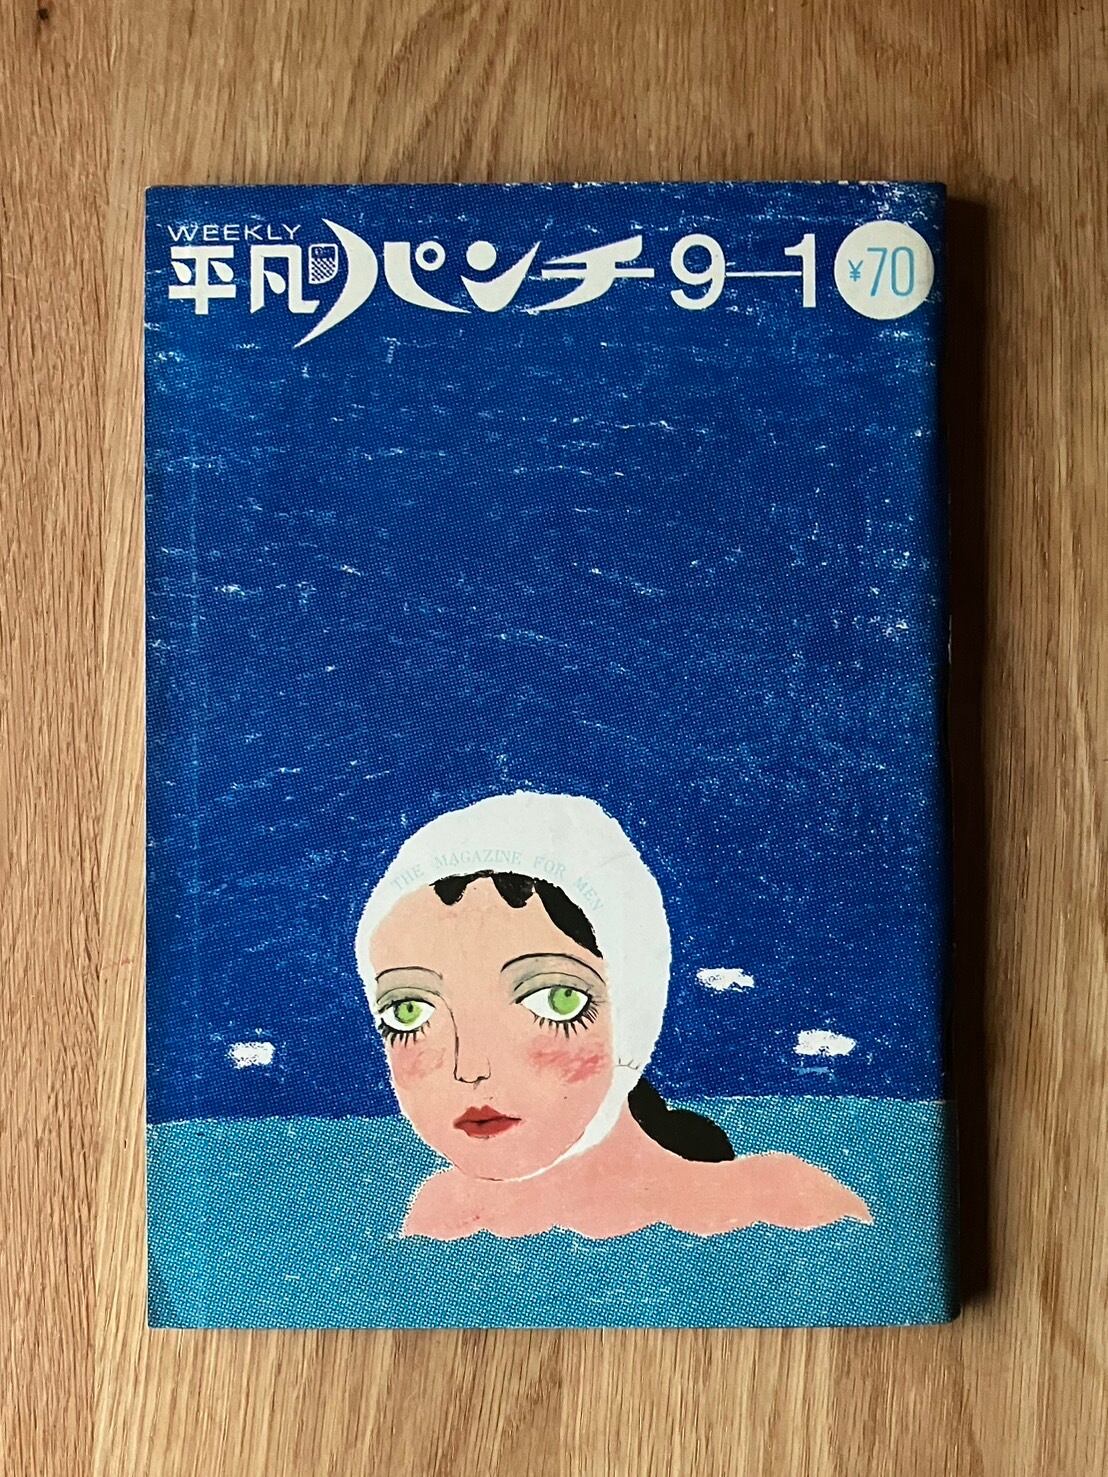 WEEKLY
平凡パンチ 9—1 ¥70
THE MAGAZINE FOR MEN